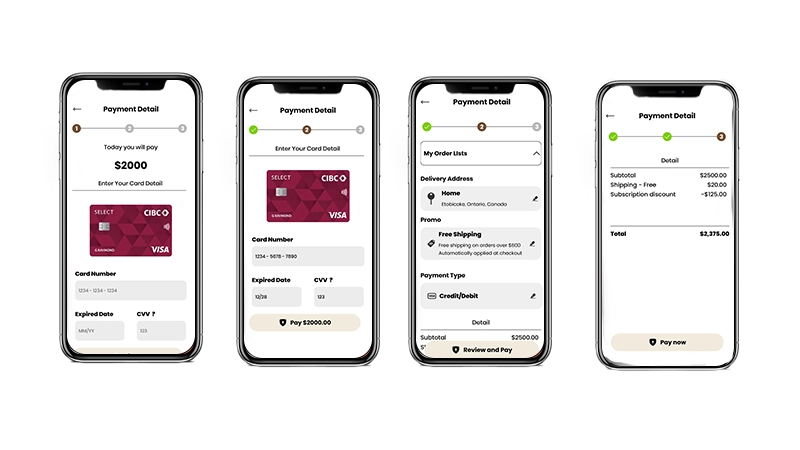 Payment Detail
1
2
3
Today you will pay
$2000
Enter Your Card Detail
SELECT
CIBC
VISA
Card Number
1234 - 1234 - 1234
Expired Date
CVV ?
MM/YY
123
Payment Detail
2
3
Enter Your Card Detail
SELECT
CIBC
VISA
Card Number
1234 - 5678 - 7890
Expired Date
CVV ?
12/28
123
Pay $2000.00
Payment Detail
2
3
My Order Lists
Delivery Address
Home
Etobicoke, Ontario, Canada
Promo
Free Shipping
Free shipping on orders over $600
Automatically applied at checkout
Payment Type
Credit/Debit
Detail
Subtotal $2500.00
Review and Pay
Payment Detail
3
Detail
Subtotal $2500.00
Shipping - Free $20.00
Subscription discount -$125.00
Total $2,375.00
Pay now